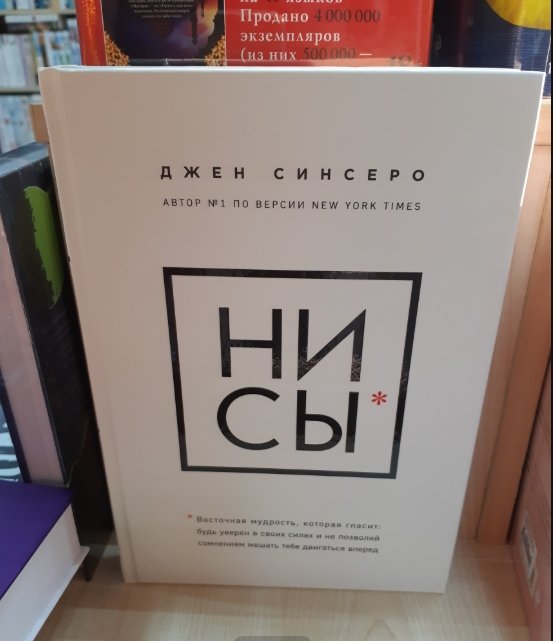 Продано 4 000 000
экземпляров
(из них 500 000 —
ДЖЕН СИНСЕРО
АВТОР №1 ПО ВЕРСИИ NEW YORK TIMES
НИ
СЫ*
* Восточная мудрость, которая гласит:
будь уверен в своих силах и не позволяй
сомнениям мешать тебе двигаться вперед